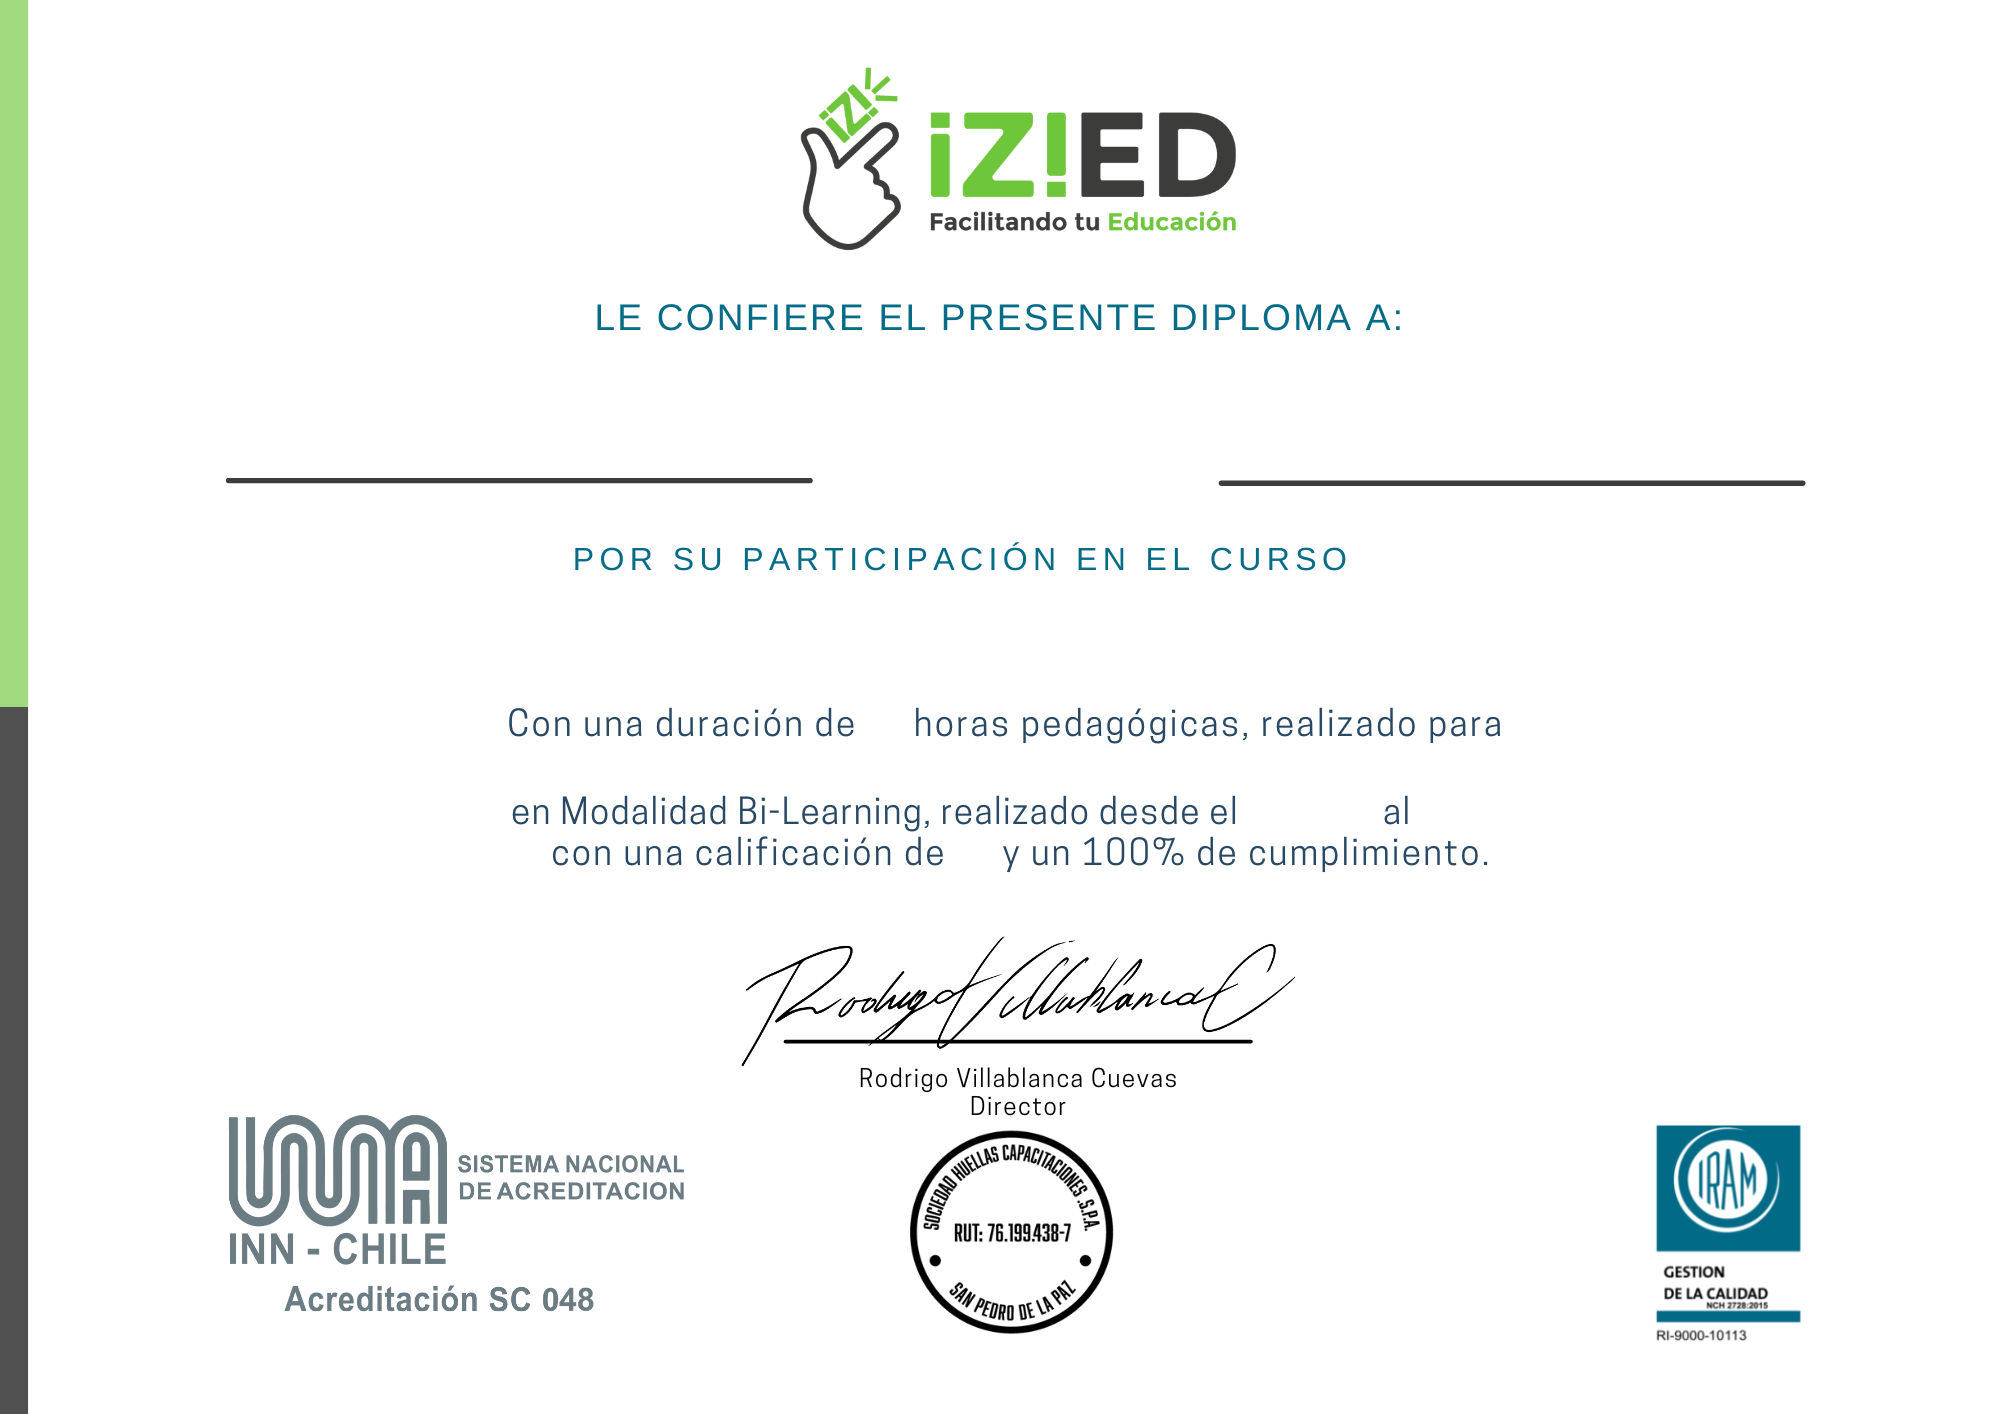 iZ!
iZ!ED
Facilitando tu Educación
LE CONFIERE EL PRESENTE DIPLOMA A:
POR SU PARTICIPACIÓN EN EL CURSO
Con una duración de horas pedagógicas, realizado para
en Modalidad Bi-Learning, realizado desde el al
con una calificación de y un 100% de cumplimiento.
Rodrigo Villablanca C
Rodrigo Villablanca Cuevas
Director
SISTEMA NACIONAL
DE ACREDITACION
INN - CHILE
Acreditación SC 048
SOCIEDAD HUELLAS CAPACITACIONES .S.P.A.
RUT: 76.199.438-7
SAN PEDRO DE LA PAZ
IRAM
GESTION
DE LA CALIDAD
NCH 2728:2015
RI-9000-10113